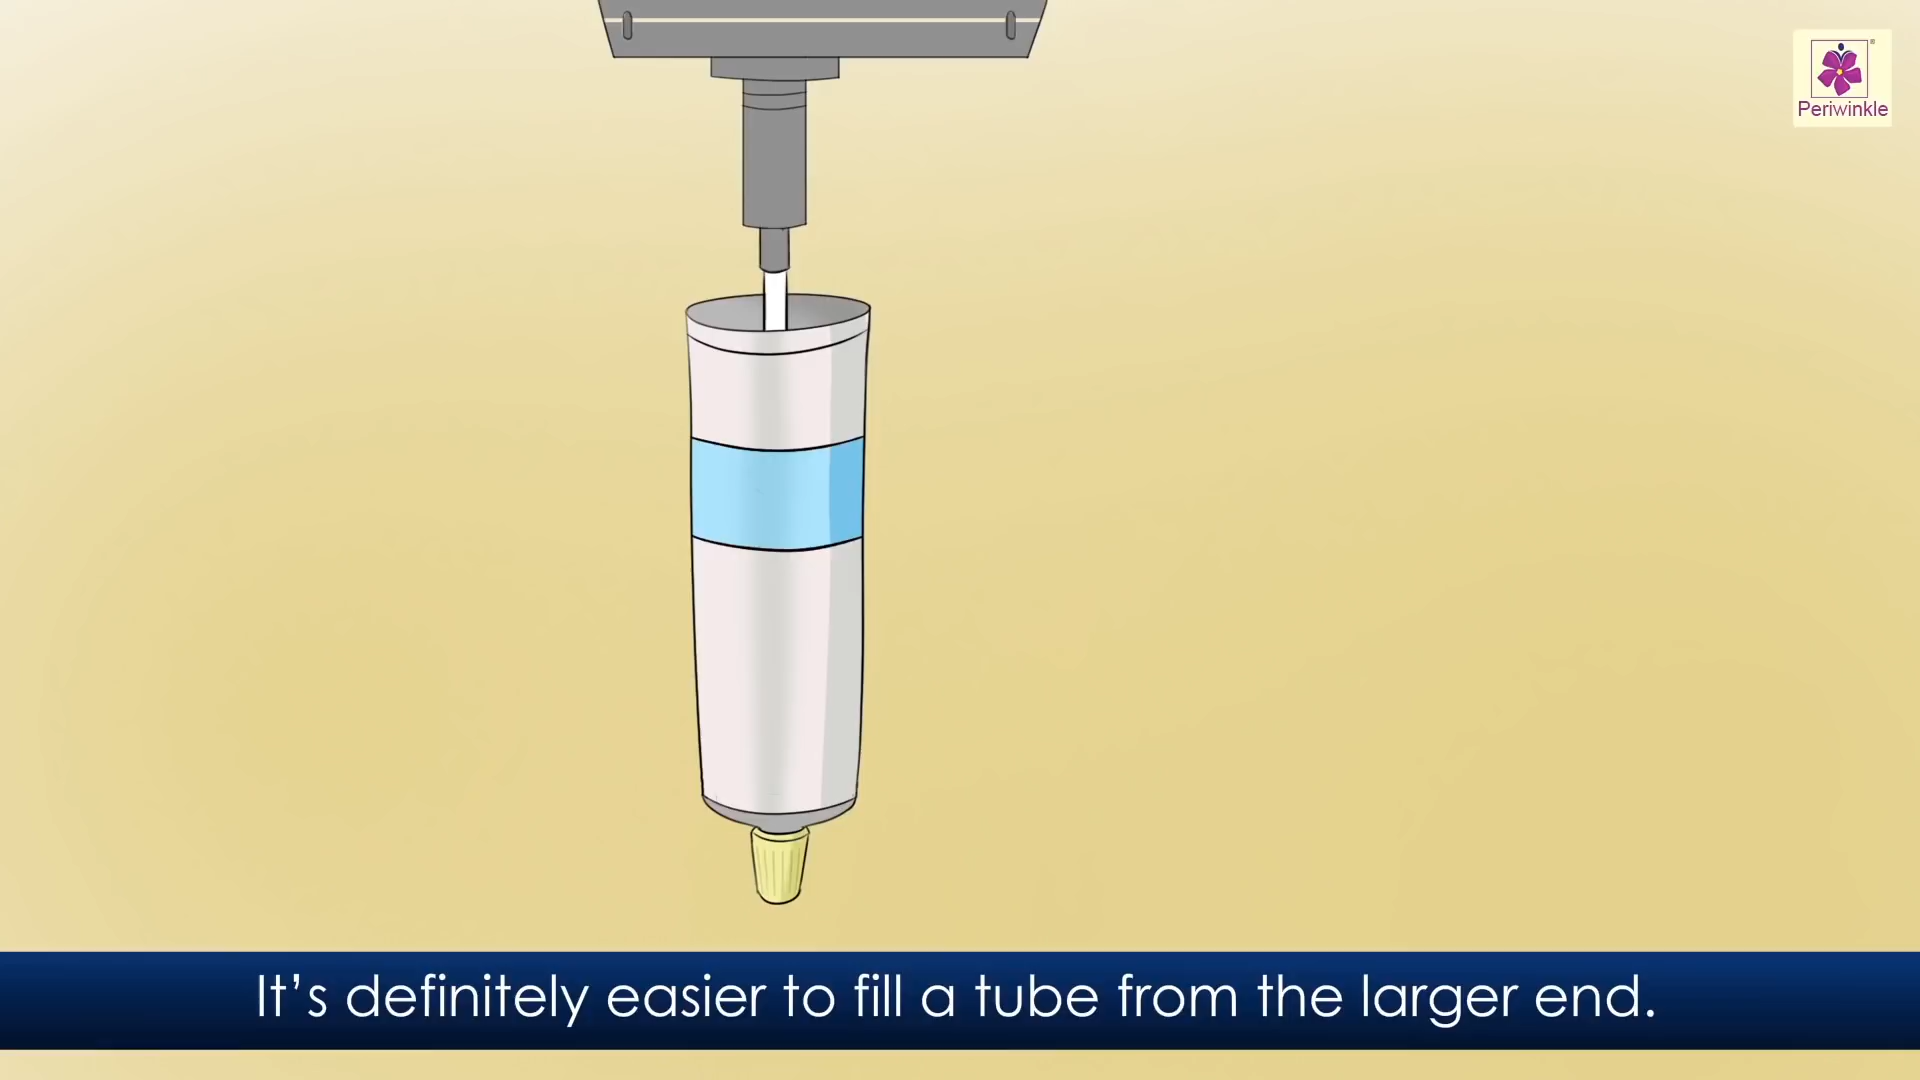 Periwinkle
It’s definitely easier to fill a tube from the larger end.